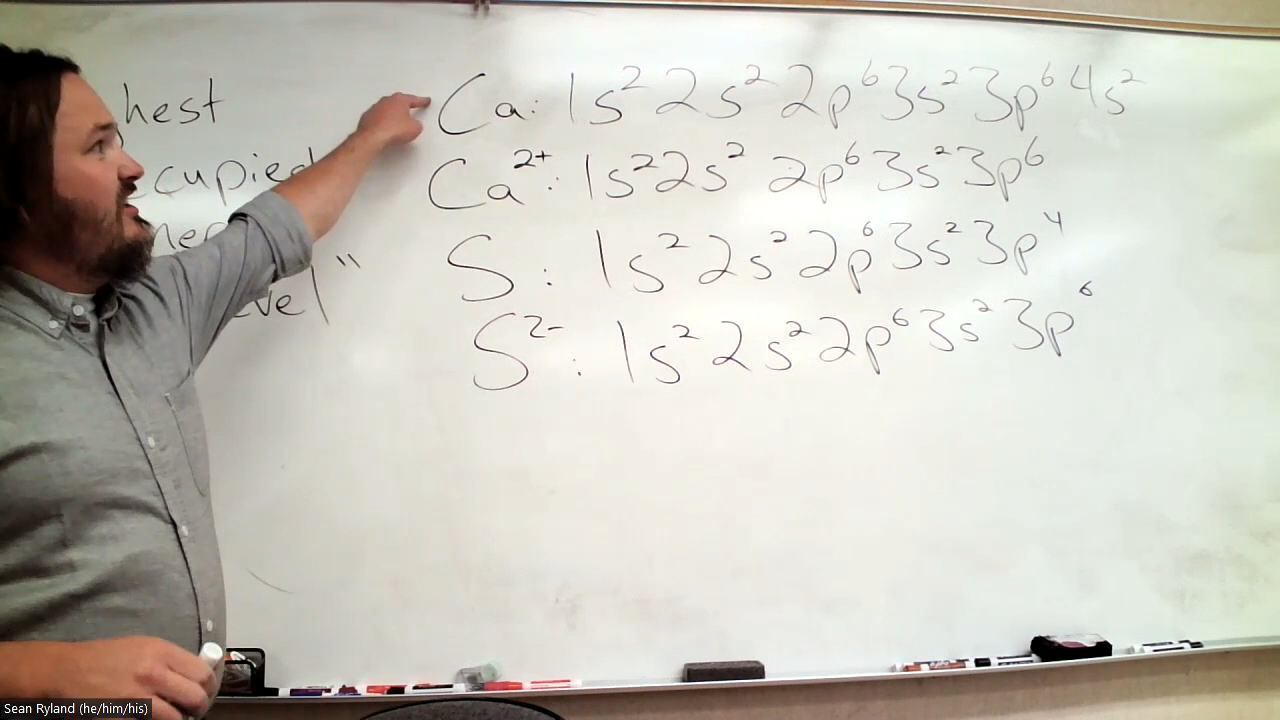 hest
cupied
ner
evel"
Ca: 1s² 2s² 2p⁶ 3s² 3p⁶ 4s²
Ca²⁺: 1s² 2s² 2p⁶ 3s² 3p⁶
S: 1s² 2s² 2p⁶ 3s² 3p⁴
S²⁻: 1s² 2s² 2p⁶ 3s² 3p⁶
Sean Ryland (he/him/his)